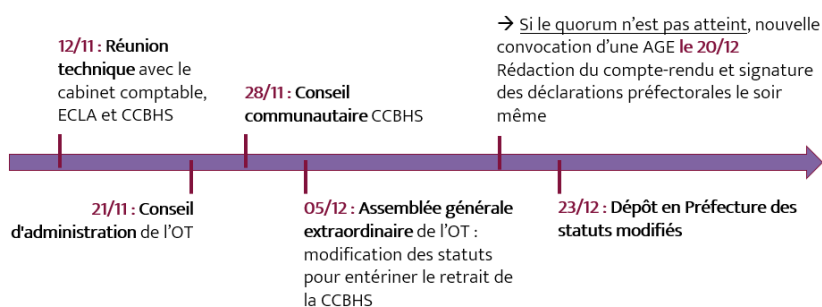 12/11 : Réunion
technique avec le
cabinet comptable,
ECLA et CCBHS
21/11 : Conseil
d'administration de l'OT
28/11 : Conseil
communautaire CCBHS
05/12 : Assemblée générale
extraordinaire de l'OT :
modification des statuts
pour entériner le retrait de
la CCBHS
→ Si le quorum n'est pas atteint, nouvelle
convocation d'une AGE le 20/12
Rédaction du compte-rendu et signature
des déclarations préfectorales le soir
même
23/12 : Dépôt en Préfecture des
statuts modifiés